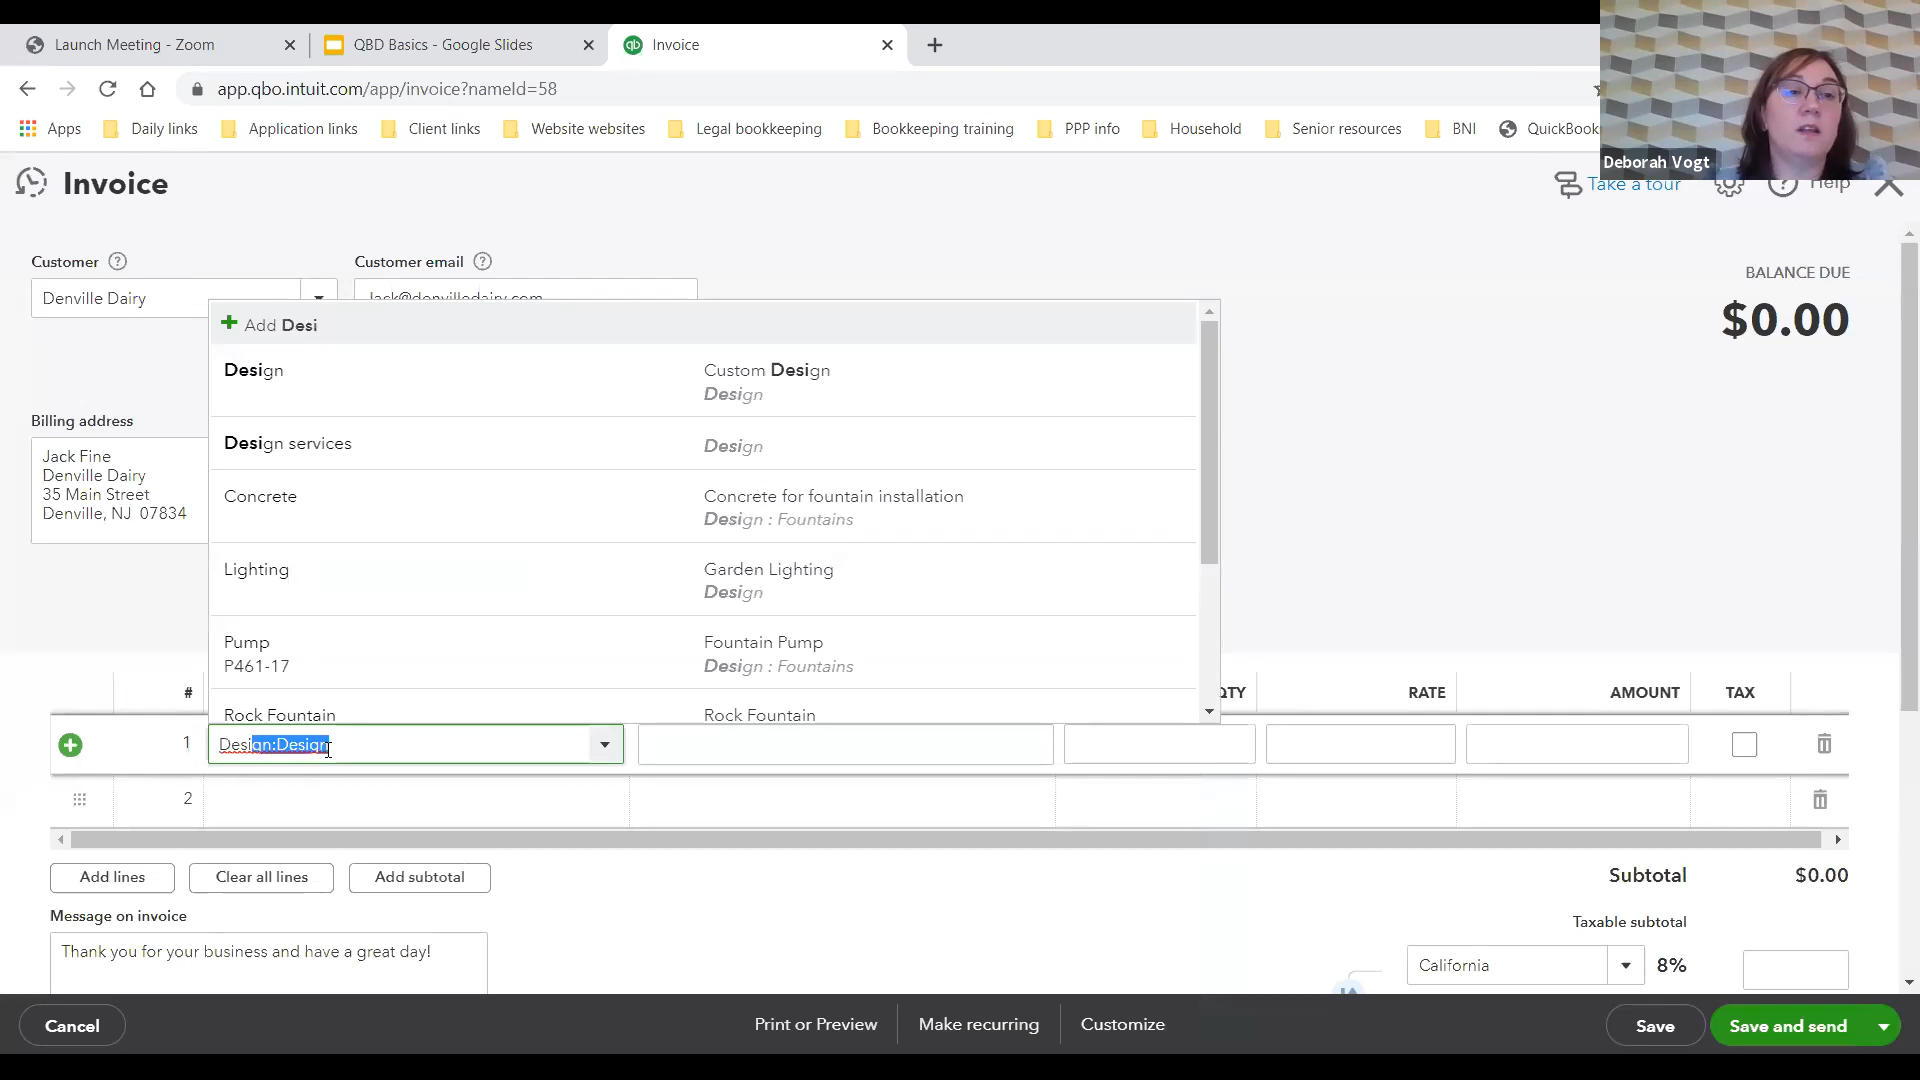 Launch Meeting - Zoom
QBD Basics - Google Slides
qb Invoice
app.qbo.intuit.com/app/invoice?nameId=58
Apps
Daily links
Application links
Client links
Website websites
Legal bookkeeping
Bookkeeping training
PPP info
Household
Senior resources
BNI
QuickBook
Deborah Vogt
Invoice
Take a tour
Help
Customer
Customer email
BALANCE DUE
Denville Dairy
Jack@denvilledairy.com
$0.00
Add Desi
Design
Custom Design
Design
Billing address
Design services
Design
Jack Fine
Denville Dairy
35 Main Street
Denville, NJ 07834
Concrete
Concrete for fountain installation
Design : Fountains
Lighting
Garden Lighting
Design
Pump
P461-17
Fountain Pump
Design : Fountains
Rock Fountain
Rock Fountain
#
QTY
RATE
AMOUNT
TAX
1
Design:Design
2
Add lines
Clear all lines
Add subtotal
Subtotal
$0.00
Message on invoice
Taxable subtotal
Thank you for your business and have a great day!
California
8%
Cancel
Print or Preview
Make recurring
Customize
Save
Save and send